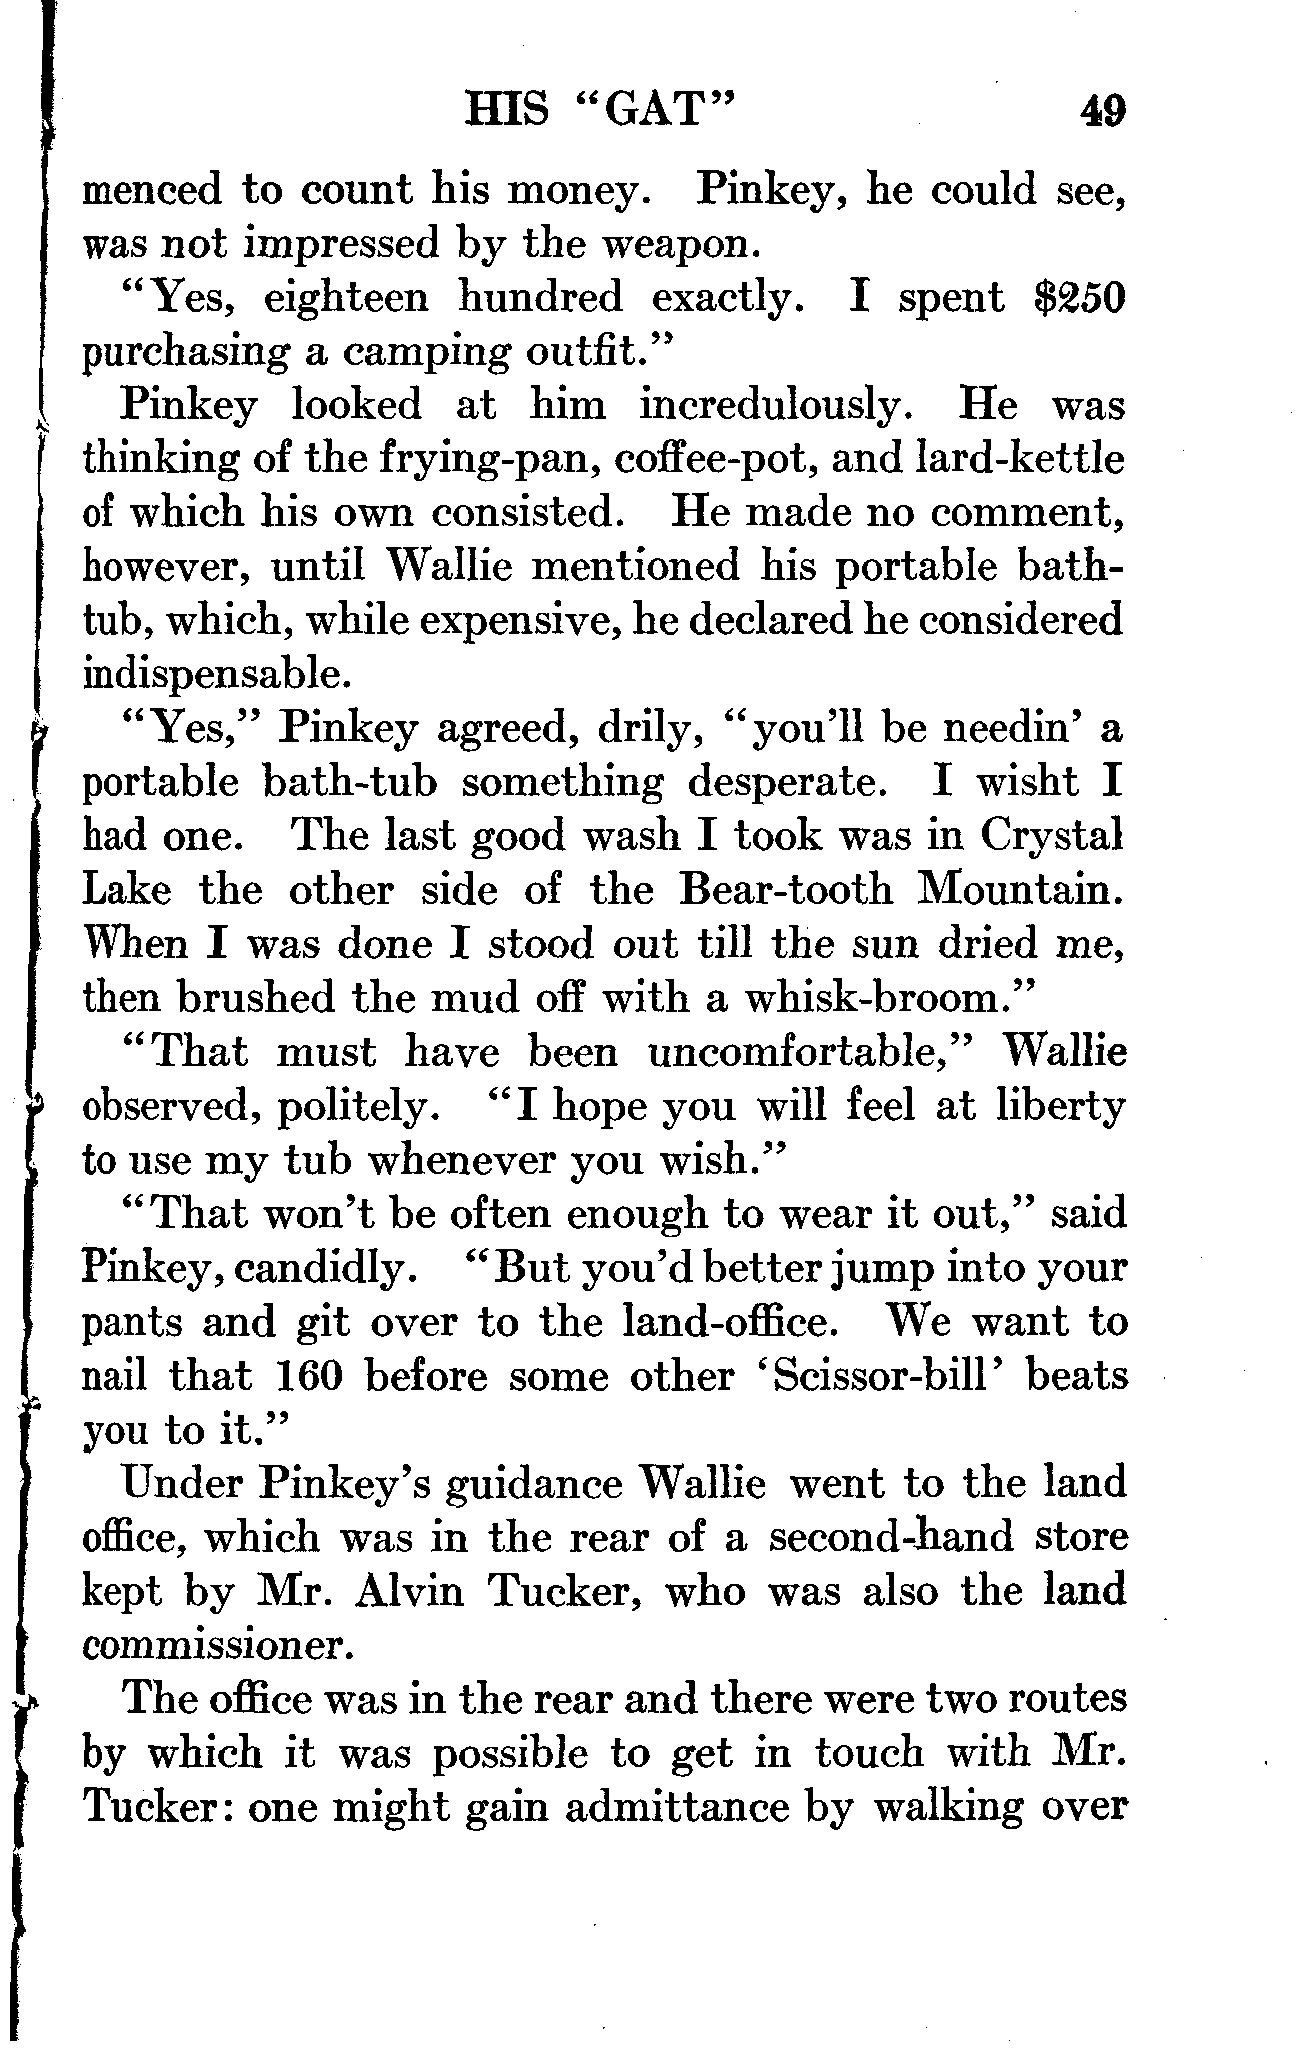 HIS "GAT" 49
menced to count his money. Pinkey, he could see,
was not impressed by the weapon.
"Yes, eighteen hundred exactly. I spent $250
purchasing a camping outfit."
Pinkey looked at him incredulously. He was
thinking of the frying-pan, coffee-pot, and lard-kettle
of which his own consisted. He made no comment,
however, until Wallie mentioned his portable bath-
tub, which, while expensive, he declared he considered
indispensable.
"Yes," Pinkey agreed, drily, "you'll be needin' a
portable bath-tub something desperate. I wisht I
had one. The last good wash I took was in Crystal
Lake the other side of the Bear-tooth Mountain.
When I was done I stood out till the sun dried me,
then brushed the mud off with a whisk-broom."
"That must have been uncomfortable," Wallie
observed, politely. "I hope you will feel at liberty
to use my tub whenever you wish."
"That won't be often enough to wear it out," said
Pinkey, candidly. "But you'd better jump into your
pants and git over to the land-office. We want to
nail that 160 before some other 'Scissor-bill' beats
you to it."
Under Pinkey's guidance Wallie went to the land
office, which was in the rear of a second-hand store
kept by Mr. Alvin Tucker, who was also the land
commissioner.
The office was in the rear and there were two routes
by which it was possible to get in touch with Mr.
Tucker: one might gain admittance by walking over